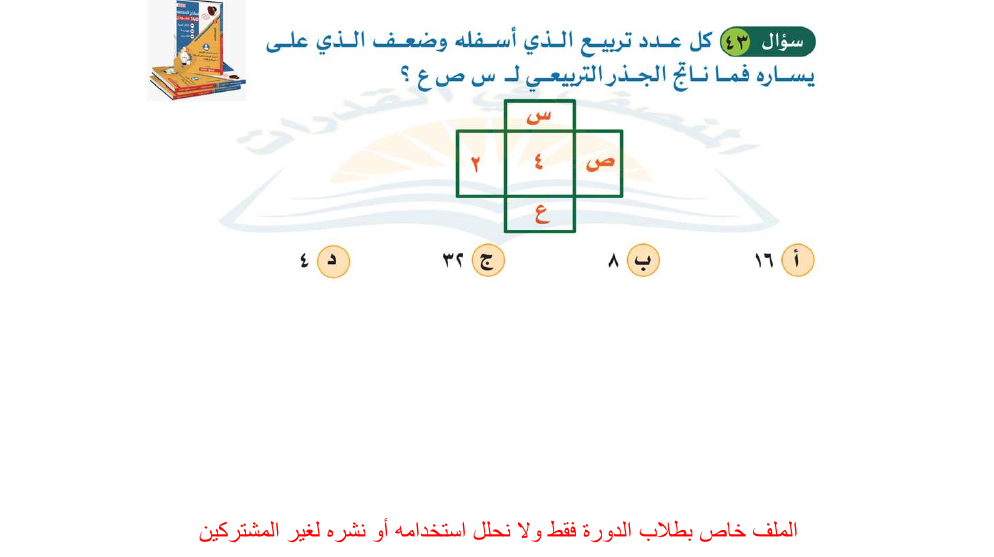 سؤال ٤٣ كل عدد تربيع الذي أسفله وضعف الذي على
يساره فما ناتج الجذر التربيعي لـ س ص ع ؟
س
ص ٤ ٢
ع
أ ١٦ ب ٨ ج ٣٢ د ٤
الملف خاص بطلاب الدورة فقط ولا نحلل استخدامه أو نشره لغير المشتركين